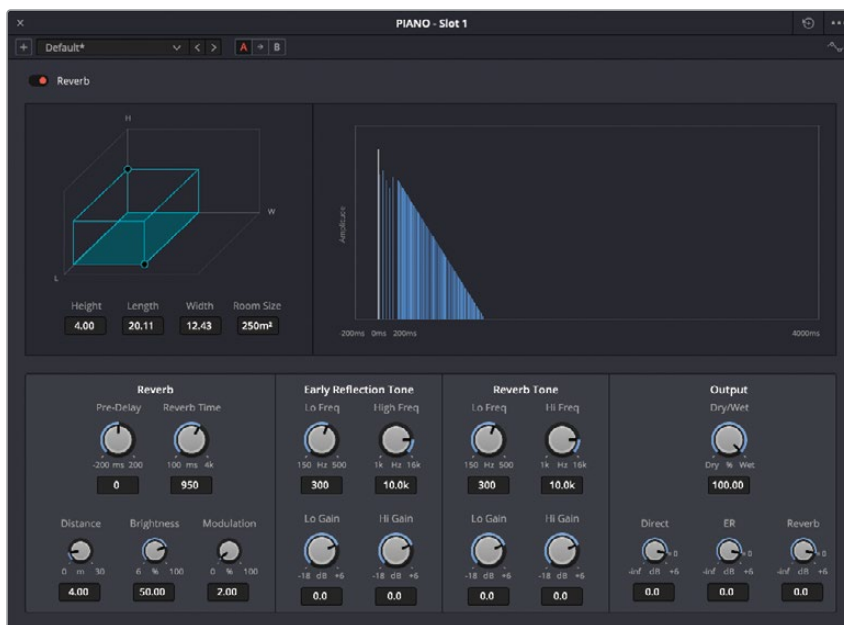 PIANO - Slot 1
Default*
A
B
Reverb
H
W
L
Height Length Width Room Size
4.00 20.11 12.43 250m²
Amplitude
-200ms 0ms 200ms 4000ms
Reverb
Pre-Delay Reverb Time
-200 ms 200 100 ms 4k
0 950
Distance Brightness Modulation
0 m 30 6 % 100 0 % 100
4.00 50.00 2.00
Early Reflection Tone
Lo Freq High Freq
150 Hz 500 1k Hz 16k
300 10.0k
Lo Gain Hi Gain
-18 dB +6 -18 dB +6
0.0 0.0
Reverb Tone
Lo Freq Hi Freq
150 Hz 500 1k Hz 16k
300 10.0k
Lo Gain Hi Gain
-18 dB +6 -18 dB +6
0.0 0.0
Output
Dry/Wet
Dry % Wet
100.00
Direct ER Reverb
0 0 0
-inf dB +6 -inf dB +6 -inf dB +6
0.0 0.0 0.0